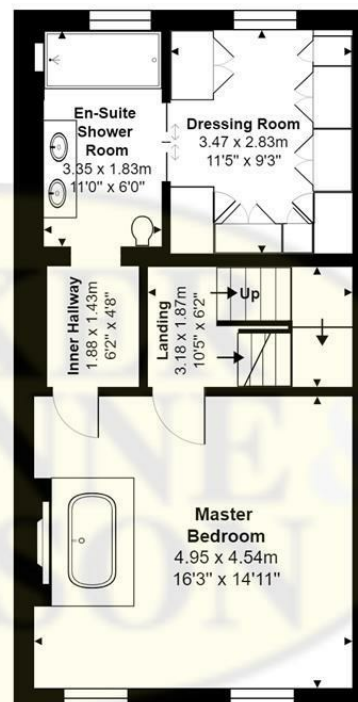 En-Suite
Shower
Room
3.35 x 1.83m
11'0" x 6'0"
Dressing Room
3.47 x 2.83m
11'5" x 9'3"
Inner Hallway
1.88 x 1.43m
6'2" x 4'8"
Landing
3.18 x 1.87m
10'5" x 6'2"
Up
Master
Bedroom
4.95 x 4.54m
16'3" x 14'11"